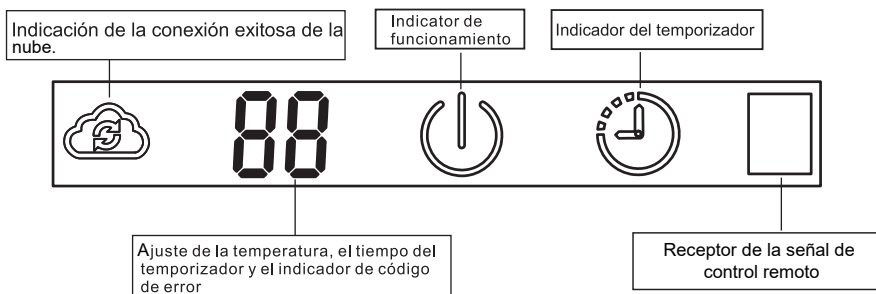 Indicación de la conexión exitosa de la
nube.
Indicator de
funcionamiento
Indicador del temporizador
88
Ajuste de la temperatura, el tiempo del
temporizador y el indicador de código
de error
Receptor de la señal de
control remoto